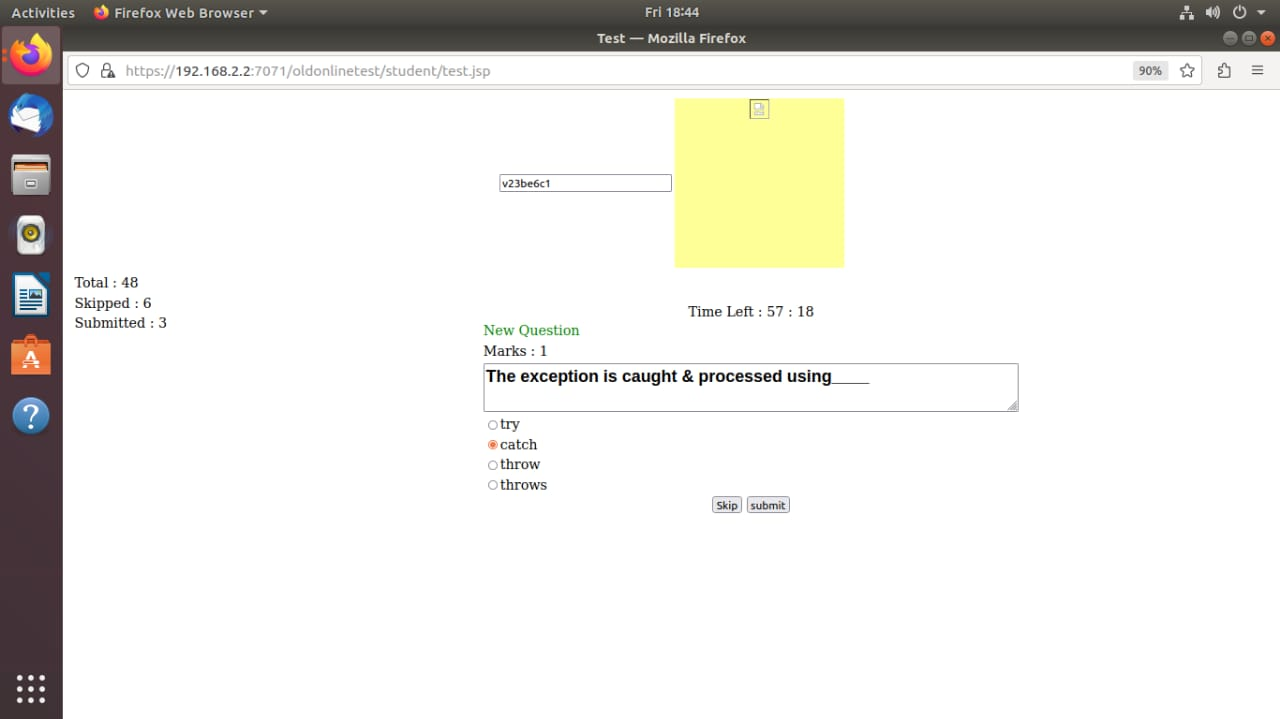 Activities
Firefox Web Browser
Fri 18:44
Test — Mozilla Firefox
https://192.168.2.2:7071/oldonlinetest/student/test.jsp
90%
v23be6c1
Total : 48
Skipped : 6
Submitted : 3
Time Left : 57 : 18
New Question
Marks : 1
The exception is caught & processed using____
try
catch
throw
throws
Skip submit